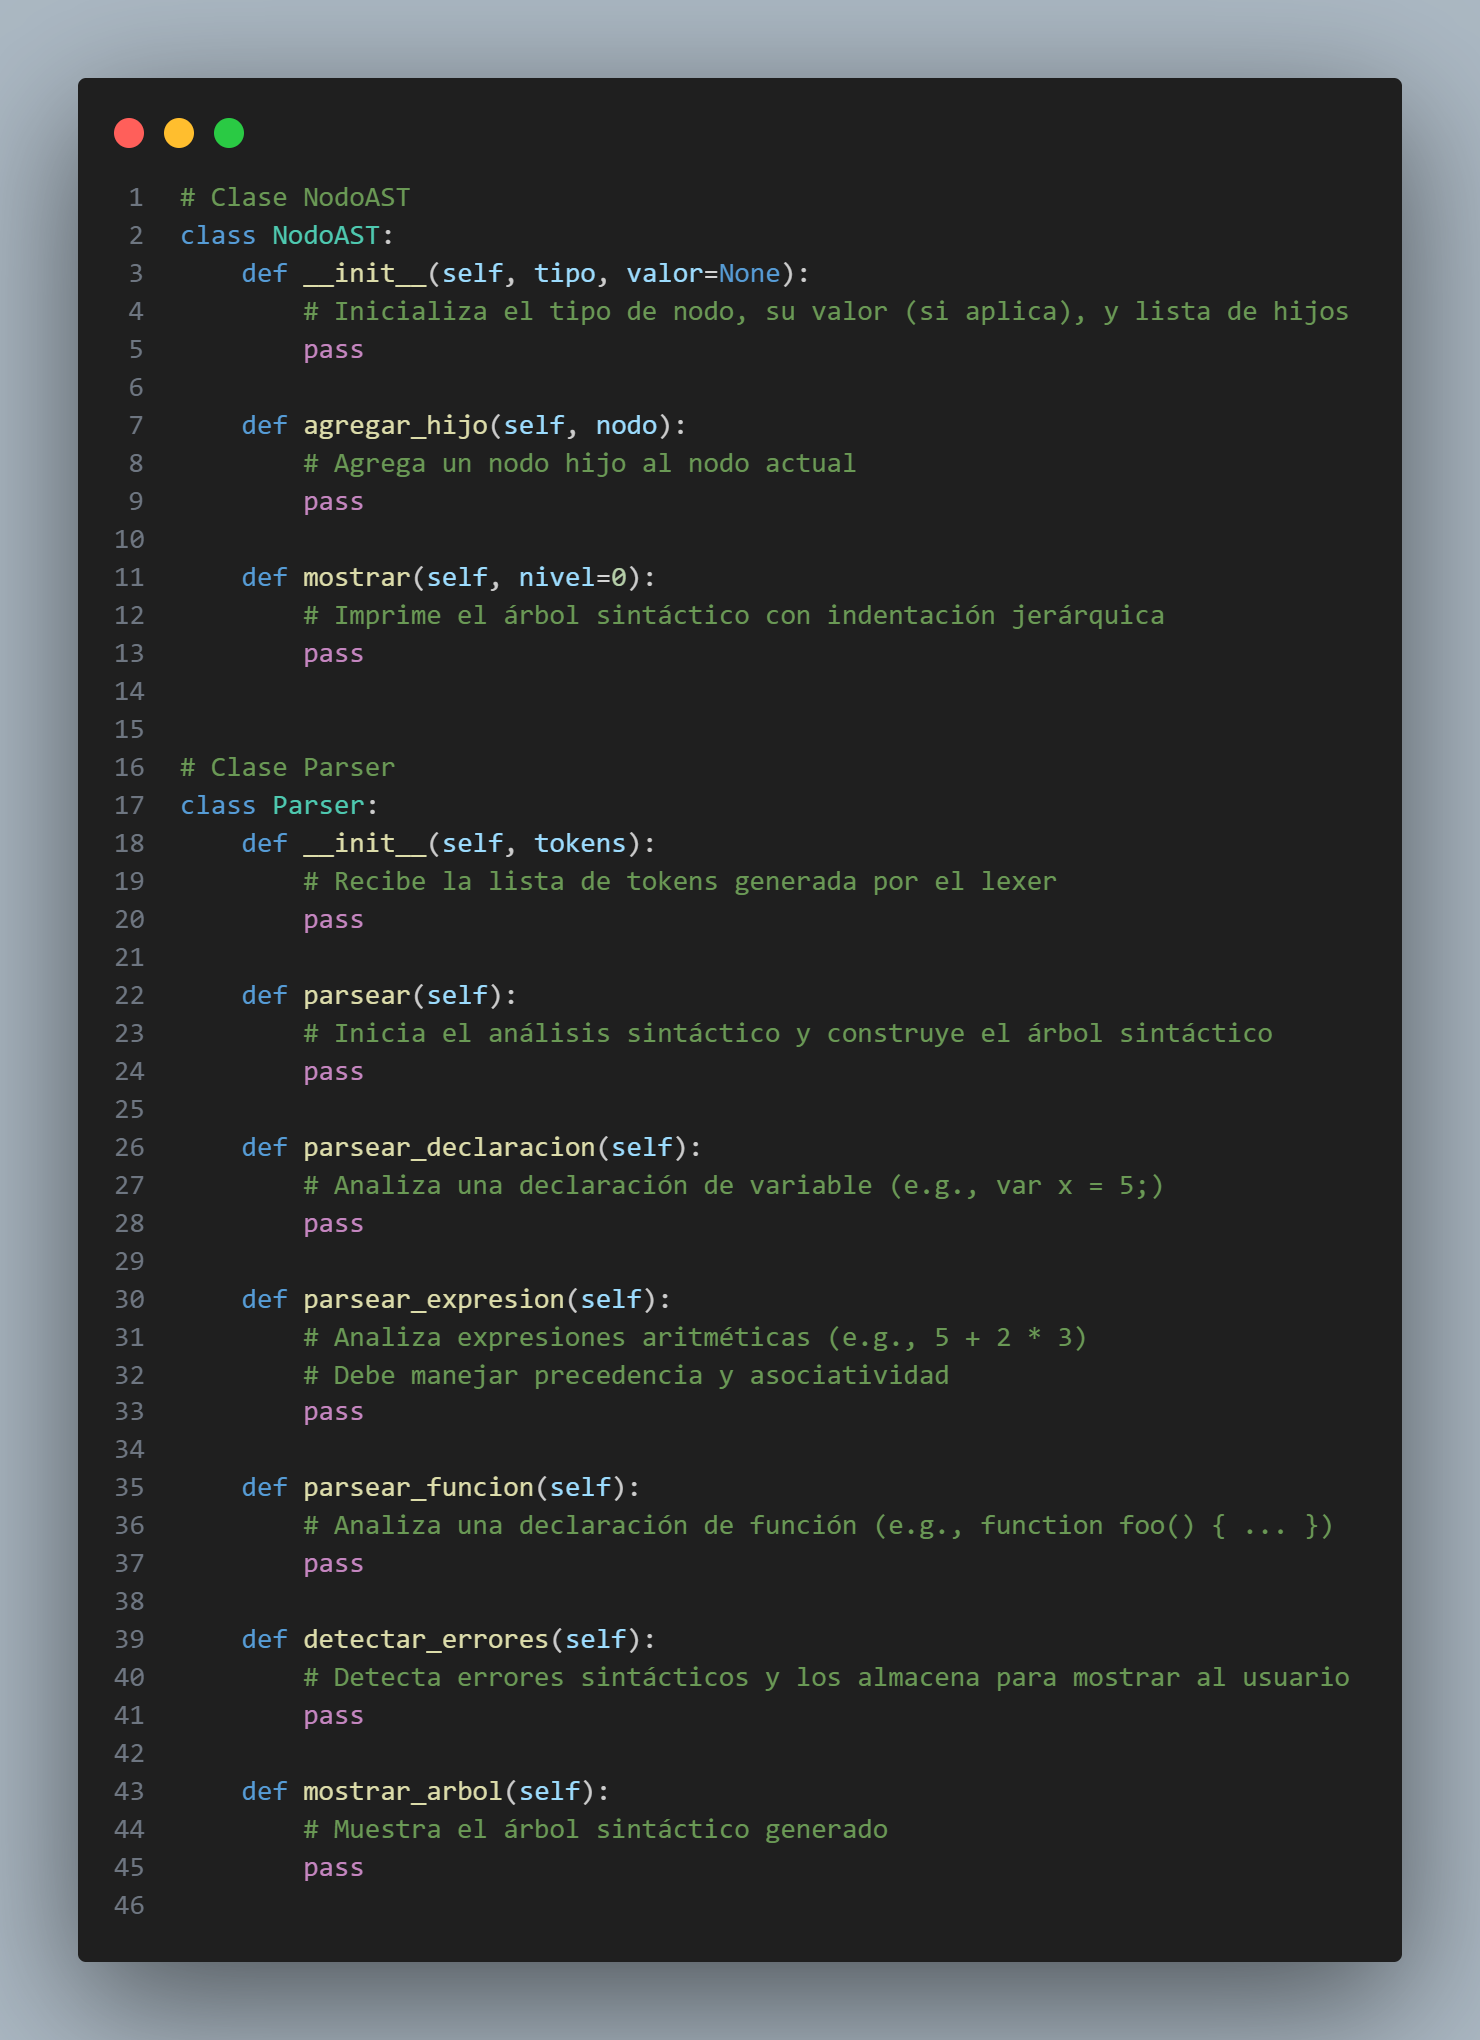 1 # Clase NodoAST
2 class NodoAST:
3     def __init__(self, tipo, valor=None):
4         # Inicializa el tipo de nodo, su valor (si aplica), y lista de hijos
5         pass
6
7     def agregar_hijo(self, nodo):
8         # Agrega un nodo hijo al nodo actual
9         pass
10
11     def mostrar(self, nivel=0):
12         # Imprime el árbol sintáctico con indentación jerárquica
13         pass
14
15
16 # Clase Parser
17 class Parser:
18     def __init__(self, tokens):
19         # Recibe la lista de tokens generada por el lexer
20         pass
21
22     def parsear(self):
23         # Inicia el análisis sintáctico y construye el árbol sintáctico
24         pass
25
26     def parsear_declaracion(self):
27         # Analiza una declaración de variable (e.g., var x = 5;)
28         pass
29
30     def parsear_expresion(self):
31         # Analiza expresiones aritméticas (e.g., 5 + 2 * 3)
32         # Debe manejar precedencia y asociatividad
33         pass
34
35     def parsear_funcion(self):
36         # Analiza una declaración de función (e.g., function foo() { ... })
37         pass
38
39     def detectar_errores(self):
40         # Detecta errores sintácticos y los almacena para mostrar al usuario
41         pass
42
43     def mostrar_arbol(self):
44         # Muestra el árbol sintáctico generado
45         pass
46